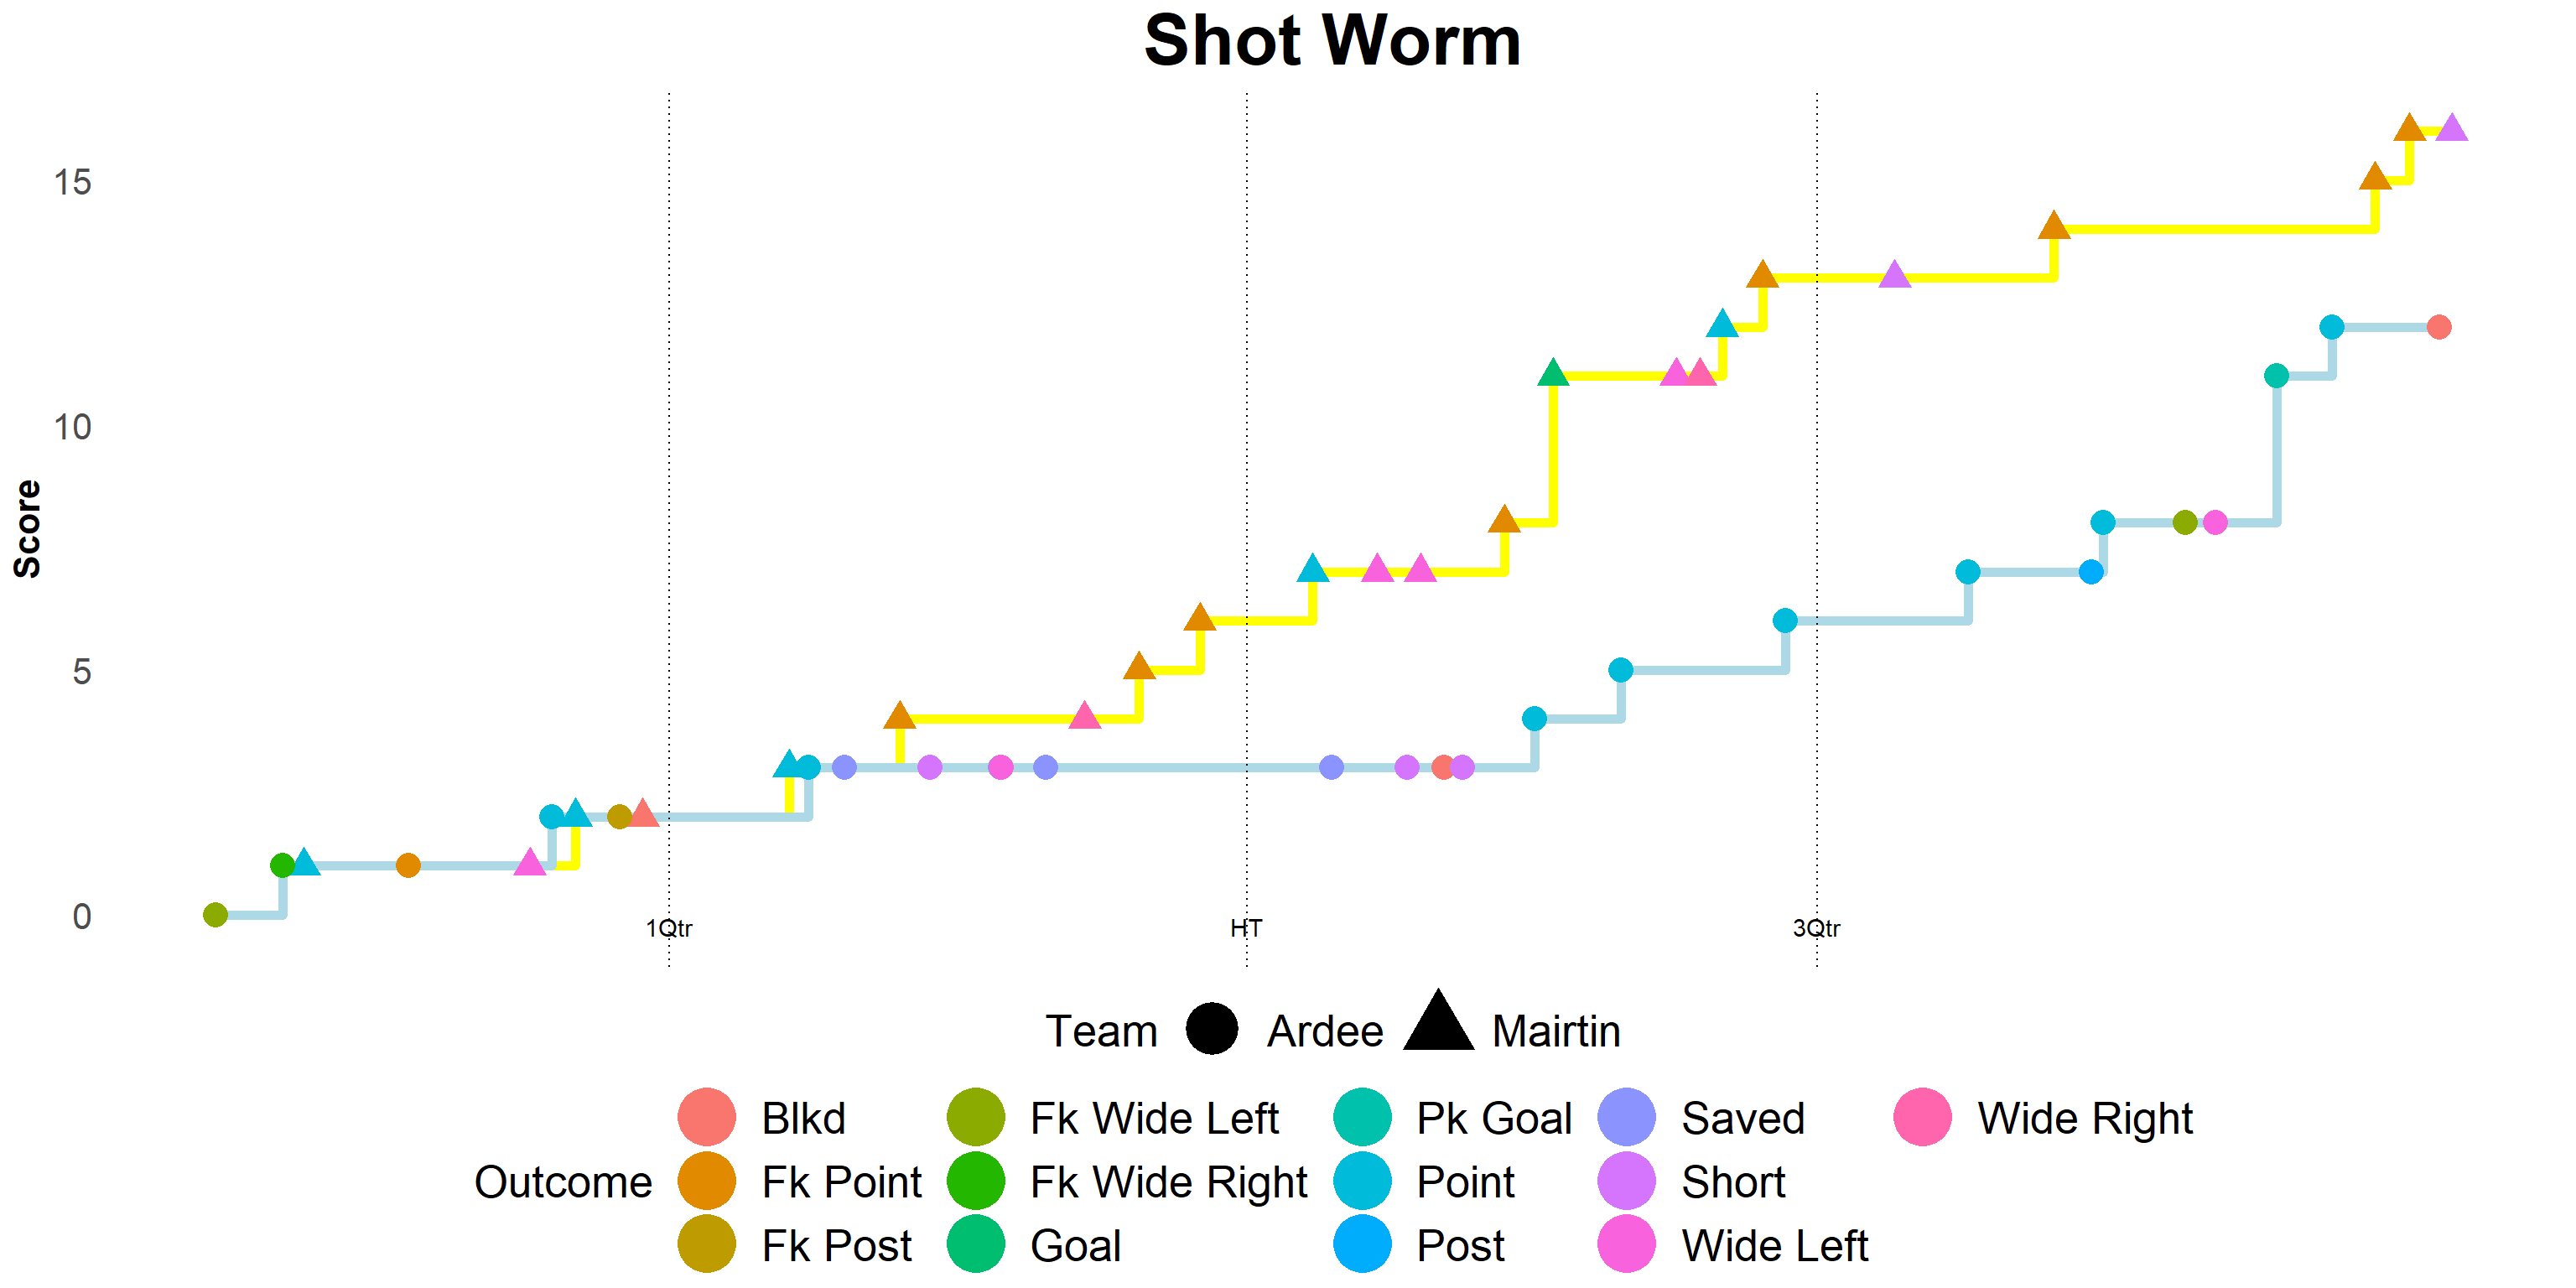 Shot Worm
Score
15
10
5
0
1Qtr HT 3Qtr
Team Ardee Mairtin
Outcome
Blkd Fk Wide Left Pk Goal Saved Wide Right
Fk Point Fk Wide Right Point Short
Fk Post Goal Post Wide Left